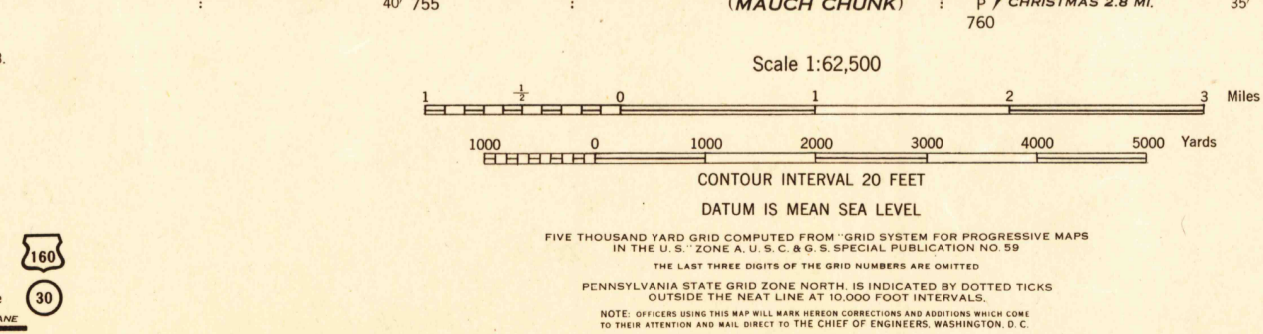 40' 755
(MAUCH CHUNK)
CHRISTMAS 2.8 MI.
35'
760
Scale 1:62,500
1 1/2 0 1 2 3 Miles
1000 0 1000 2000 3000 4000 5000 Yards
CONTOUR INTERVAL 20 FEET
DATUM IS MEAN SEA LEVEL
FIVE THOUSAND YARD GRID COMPUTED FROM "GRID SYSTEM FOR PROGRESSIVE MAPS
IN THE U. S." ZONE A, U. S. C. & G. S. SPECIAL PUBLICATION NO. 59
THE LAST THREE DIGITS OF THE GRID NUMBERS ARE OMITTED
PENNSYLVANIA STATE GRID ZONE NORTH, IS INDICATED BY DOTTED TICKS
OUTSIDE THE NEAT LINE AT 10,000 FOOT INTERVALS.
NOTE: OFFICERS USING THIS MAP WILL MARK HEREON CORRECTIONS AND ADDITIONS WHICH COME
TO THEIR ATTENTION AND MAIL DIRECT TO THE CHIEF OF ENGINEERS, WASHINGTON, D. C.
160
30